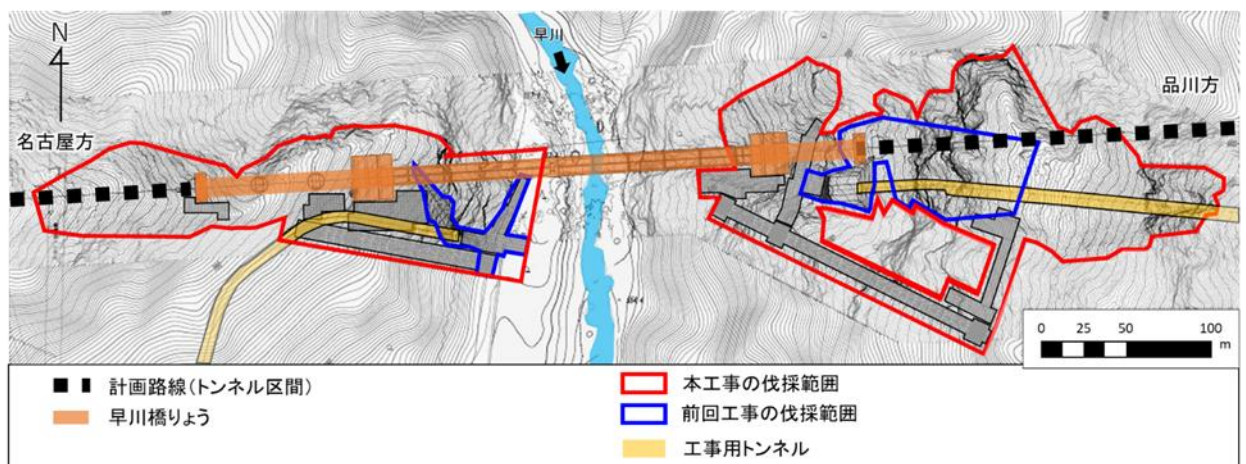 N
早川
品川方
名古屋方
0 25 50 100
m
計画路線(トンネル区間)
早川橋りょう
本工事の伐採範囲
前回工事の伐採範囲
工事用トンネル